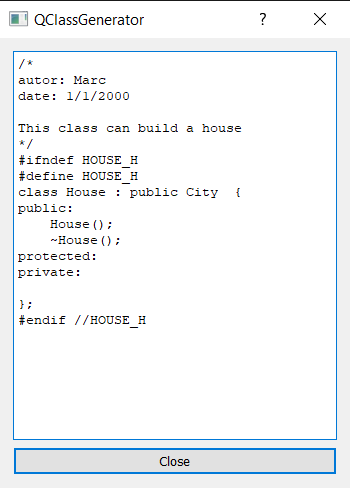 QClassGenerator
?
/*
autor: Marc
date: 1/1/2000

This class can build a house
*/
#ifndef HOUSE_H
#define HOUSE_H
class House : public City  {
public:
    House();
    ~House();
protected:
private:

};
#endif //HOUSE_H
Close